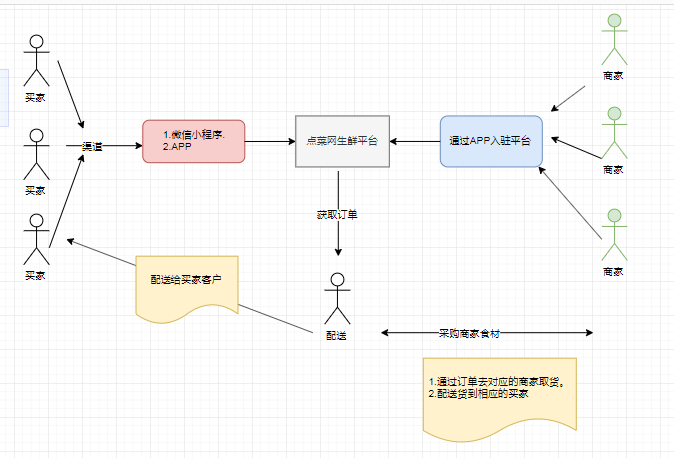 商家
买家
1.微信小程序.
2.APP
点菜网生鲜平台
通过APP入驻平台
渠道
商家
买家
获取订单
商家
买家
配送给买家客户
配送
采购商家食材
1.通过订单去对应的商家取货。
2.配送货到相应的买家